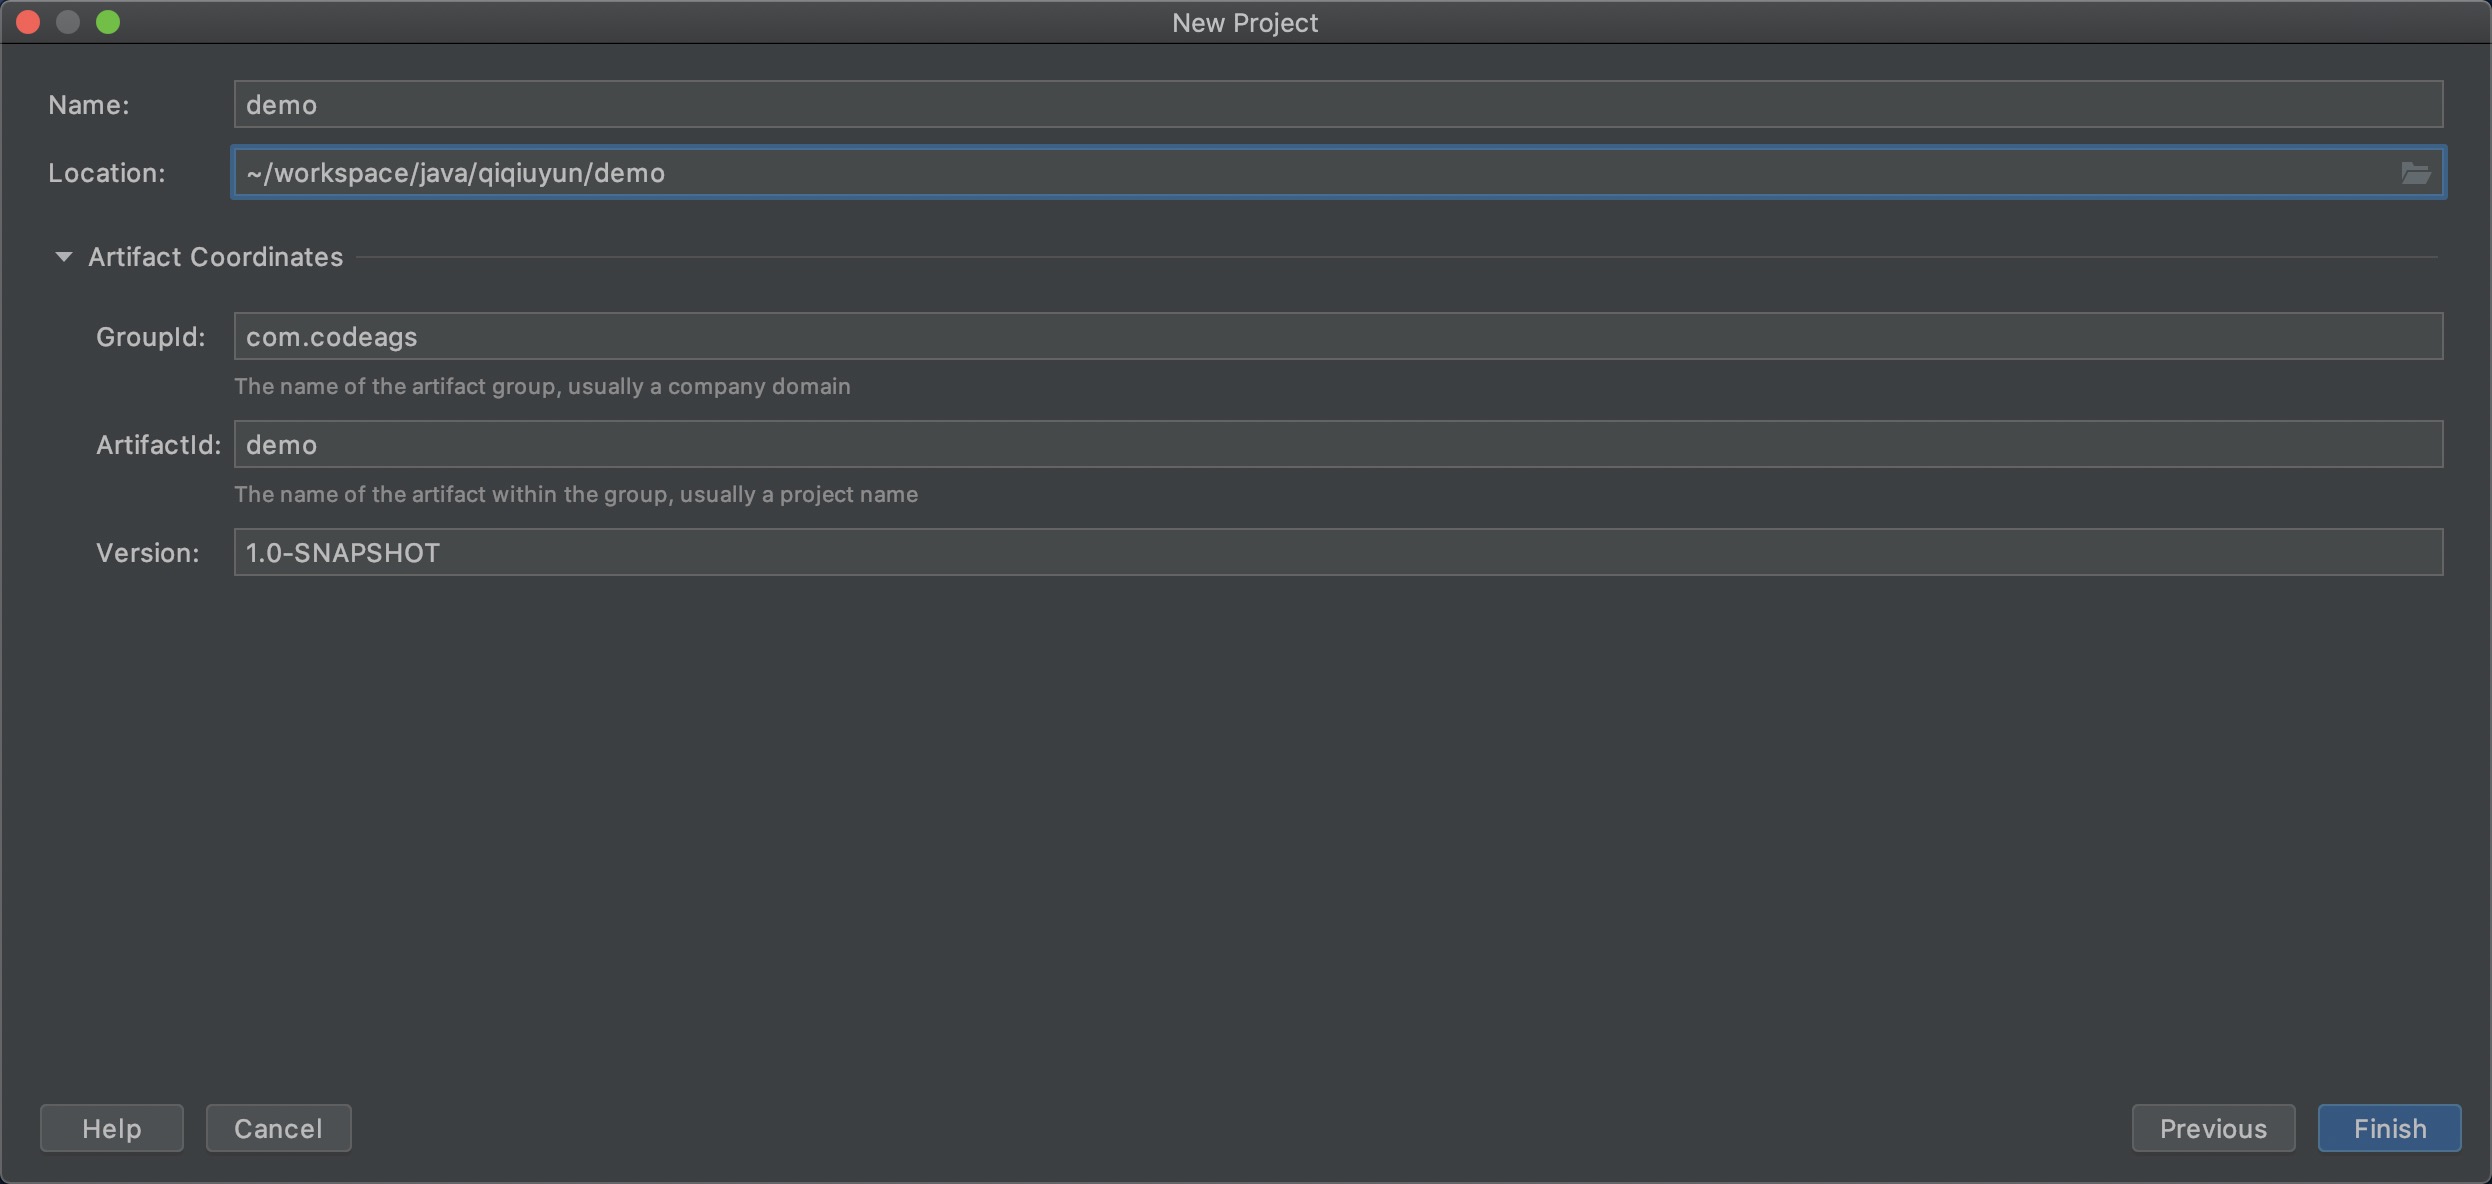 New Project
Name: demo
Location: ~/workspace/java/qiqiuyun/demo
Artifact Coordinates
GroupId: com.codeags
The name of the artifact group, usually a company domain
ArtifactId: demo
The name of the artifact within the group, usually a project name
Version: 1.0-SNAPSHOT
Help Cancel Previous Finish